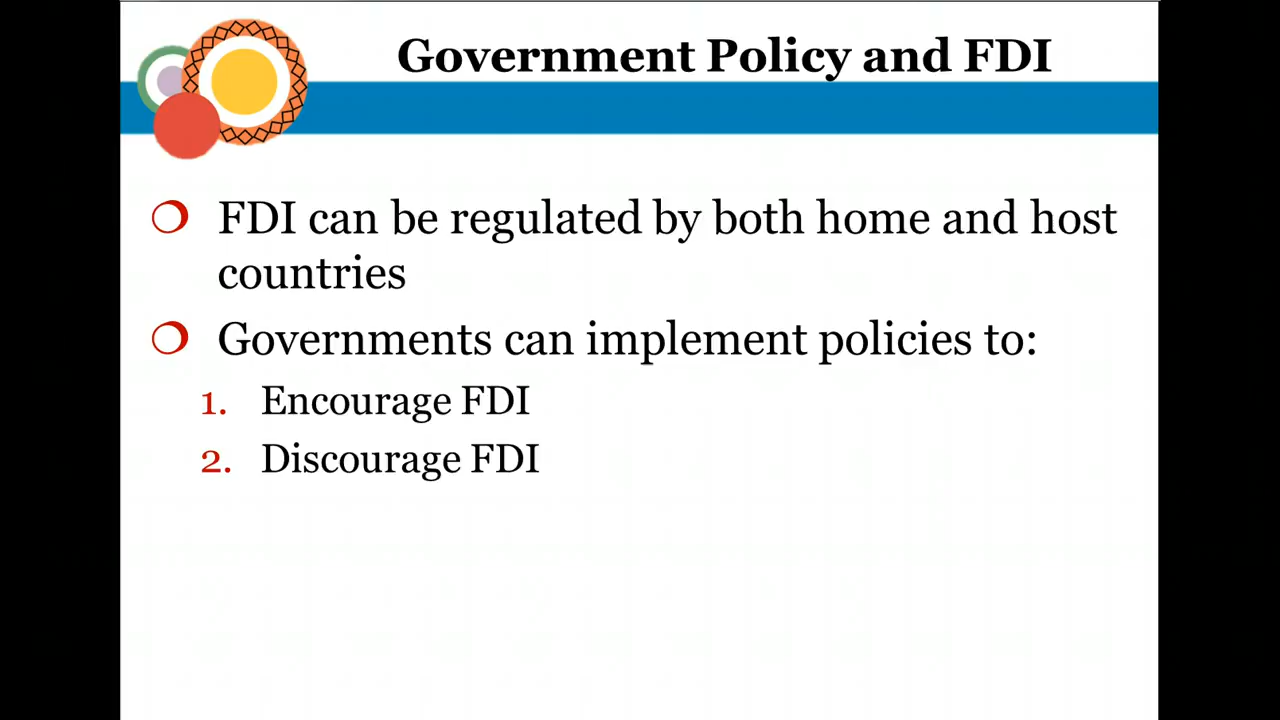 Government Policy and FDI
❍ FDI can be regulated by both home and host
countries
❍ Governments can implement policies to:
1. Encourage FDI
2. Discourage FDI